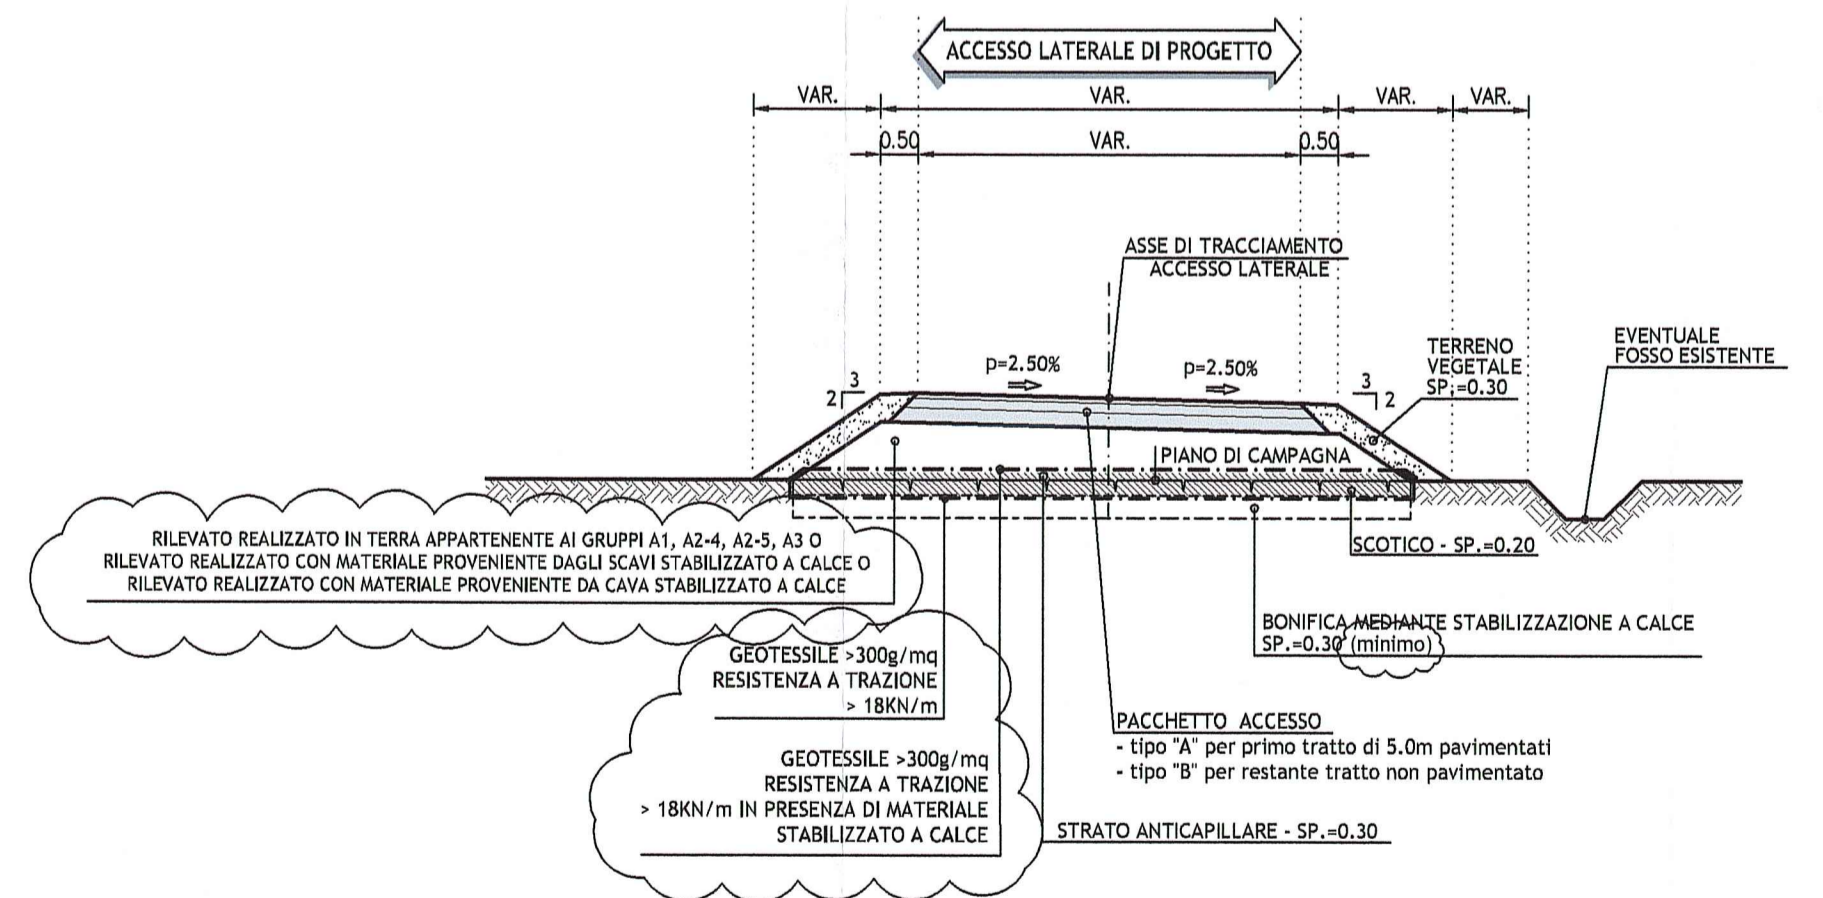 ACCESSO LATERALE DI PROGETTO
VAR.
VAR.
VAR.
VAR.
0.50
VAR.
0.50
ASSE DI TRACCIAMENTO
ACCESSO LATERALE
EVENTUALE
FOSSO ESISTENTE
TERRENO
VEGETALE
SP.=0.30
p=2.50%
p=2.50%
3
2
3
2
PIANO DI CAMPAGNA
RILEVATO REALIZZATO IN TERRA APPARTENENTE AI GRUPPI A1, A2-4, A2-5, A3 O
RILEVATO REALIZZATO CON MATERIALE PROVENIENTE DAGLI SCAVI STABILIZZATO A CALCE O
RILEVATO REALIZZATO CON MATERIALE PROVENIENTE DA CAVA STABILIZZATO A CALCE
SCOTICO - SP.=0.20
BONIFICA MEDIANTE STABILIZZAZIONE A CALCE
SP.=0.30 (minimo)
GEOTESSILE >300g/mq
RESISTENZA A TRAZIONE
> 18KN/m
PACCHETTO ACCESSO
- tipo "A" per primo tratto di 5.0m pavimentati
- tipo "B" per restante tratto non pavimentato
GEOTESSILE >300g/mq
RESISTENZA A TRAZIONE
> 18KN/m IN PRESENZA DI MATERIALE
STABILIZZATO A CALCE
STRATO ANTICAPILLARE - SP.=0.30